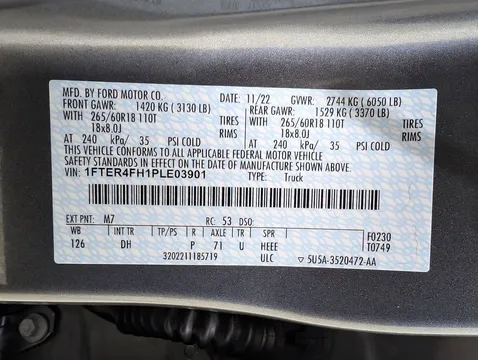 MFD. BY FORD MOTOR CO. DATE: 11/22 GVWR: 2744 KG ( 6050 LB)
FRONT GAWR: 1420 KG ( 3130 LB) REAR GAWR: 1529 KG ( 3370 LB)
WITH 265/60R18 110T TIRES WITH 265/60R18 110T TIRES
18x8.0J RIMS 18x8.0J RIMS
AT 240 kPa/ 35 PSI COLD AT 240 kPa/ 35 PSI COLD
THIS VEHICLE CONFORMS TO ALL APPLICABLE FEDERAL MOTOR VEHICLE
SAFETY AND THEFT PREVENTION STANDARDS IN EFFECT ON THE DATE OF MANUFACTURE SHOWN ABOVE.
VIN: 1FTER4FH1PLE03901 TYPE: Truck
EXT PNT: M7 RC: 53 DSO:
WB INT TR TP/PS R AXLE TR SPR F0230
126 DH P 71 U HEEE T0749
3202211185719 ULC 5U5A-3520472-AA